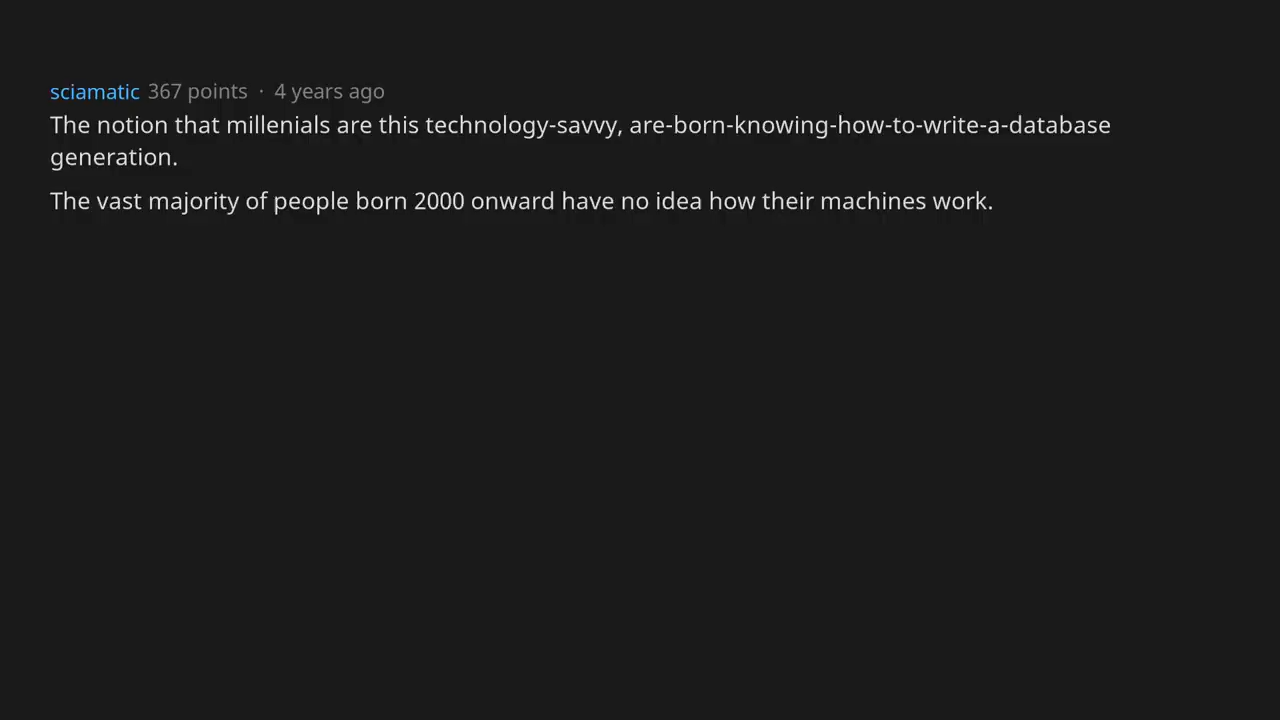 sciamatic 367 points · 4 years ago
The notion that millenials are this technology-savvy, are-born-knowing-how-to-write-a-database
generation.
The vast majority of people born 2000 onward have no idea how their machines work.